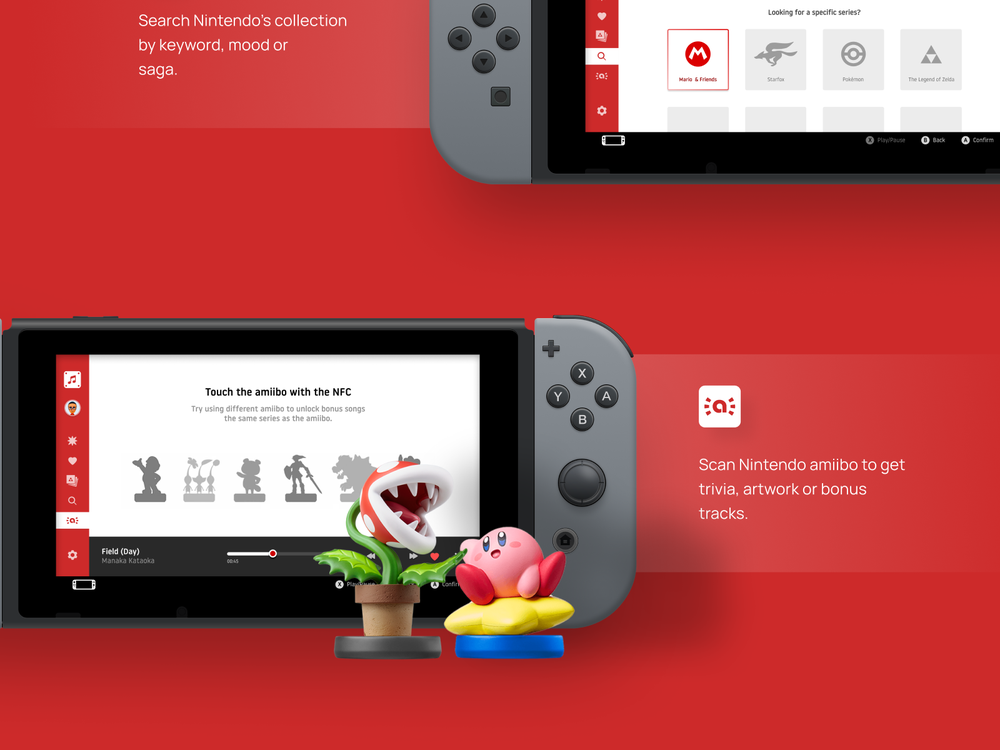 Search Nintendo's collection
by keyword, mood or
saga.
Looking for a specific series?
Mario & Friends
Starfox
Pokémon
The Legend of Zelda
X Play/Pause
B Back
A Confirm
Touch the amiibo with the NFC
Try using different amiibo to unlock bonus songs
the same series as the amiibo.
Field (Day)
Manaka Kataoka
00:45
X
A
X
Y
A
B
Scan Nintendo amiibo to get
trivia, artwork or bonus
tracks.